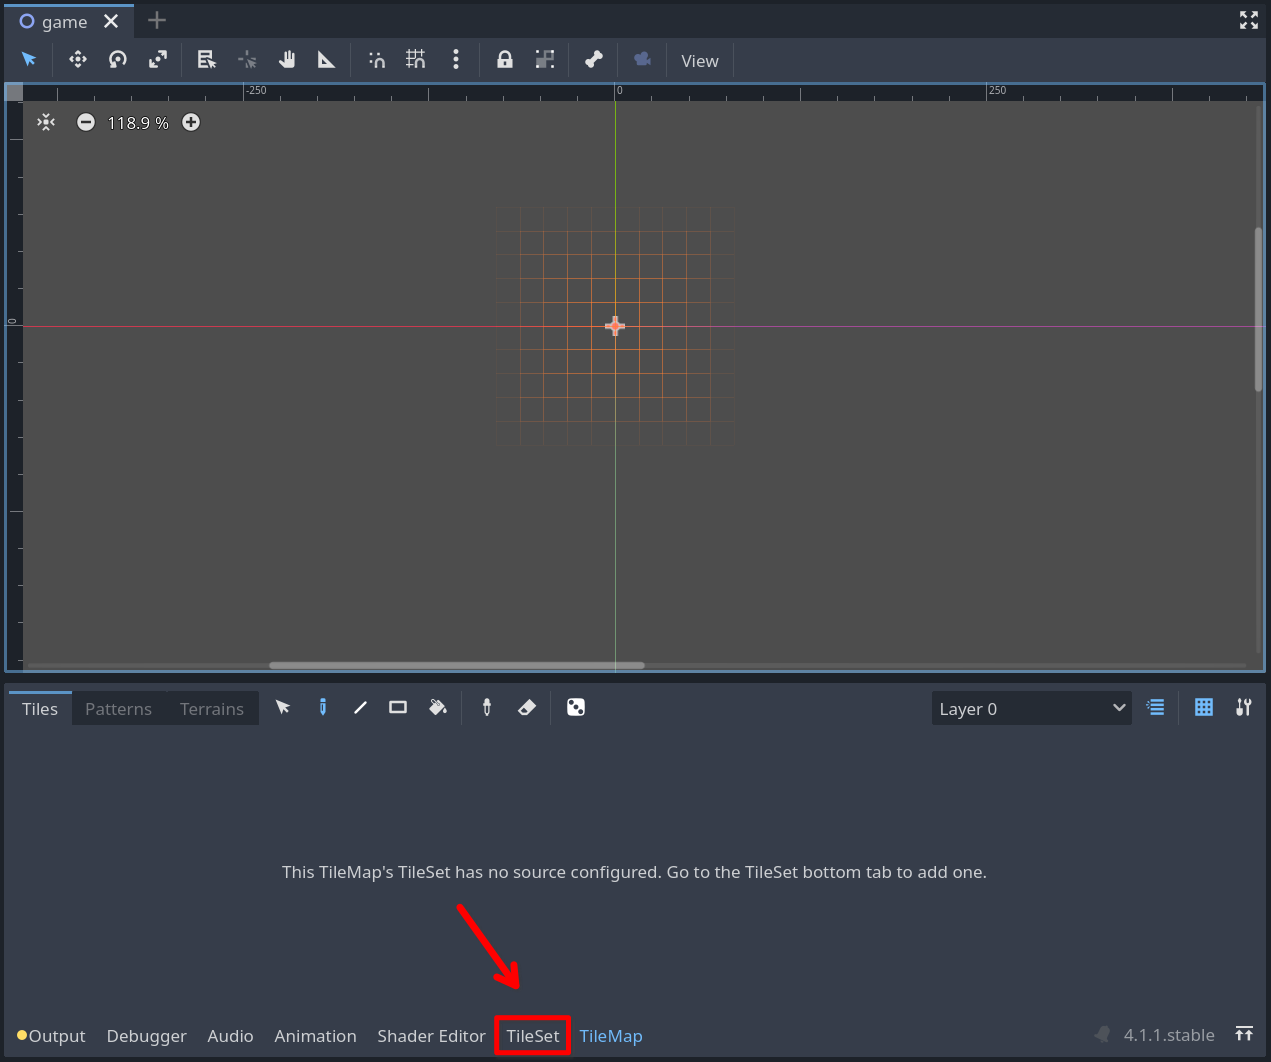 game
View
-250 0 250
118.9 %
0
Tiles Patterns Terrains Layer 0
This TileMap's TileSet has no source configured. Go to the TileSet bottom tab to add one.
Output Debugger Audio Animation Shader Editor TileSet TileMap 4.1.1.stable